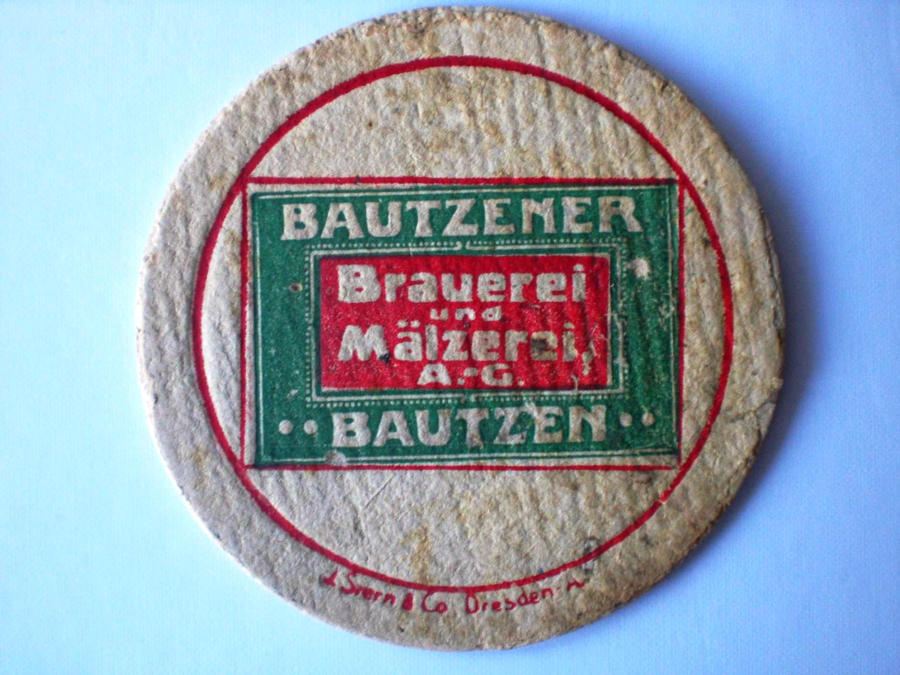 BAUTZENER
Brauerei
und
Mälzerei,
A.-G.
BAUTZEN
Stern & Co. Dresden-